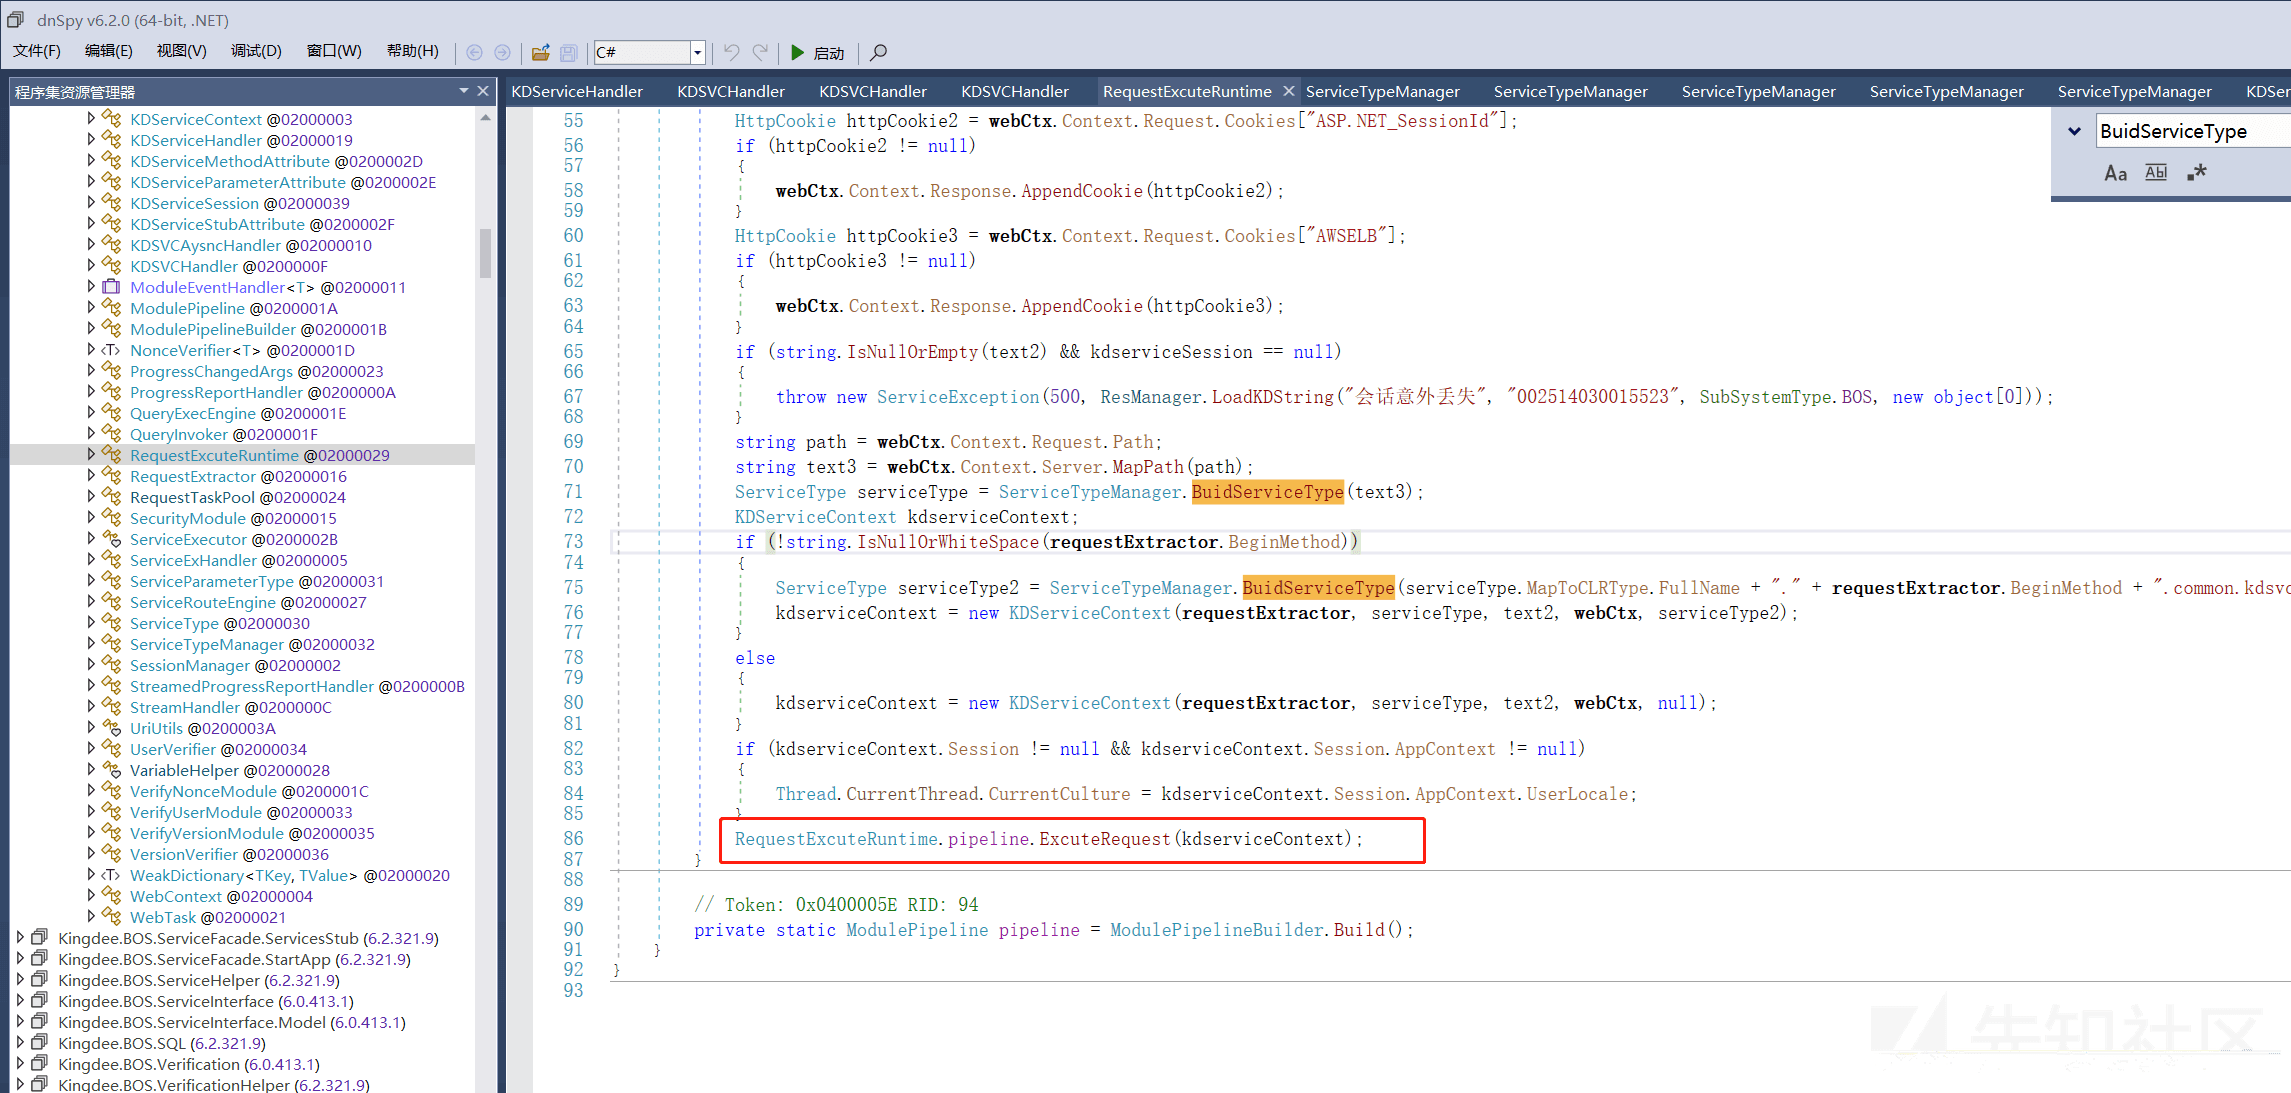 dnSpy v6.2.0 (64-bit, .NET)
文件(F) 编辑(E) 视图(V) 调试(D) 窗口(W) 帮助(H) C# 启动
程序集资源管理器
KDServiceContext @02000003
KDServiceHandler @02000019
KDServiceMethodAttribute @0200002D
KDServiceParameterAttribute @0200002E
KDServiceSession @02000039
KDServiceStubAttribute @0200002F
KDSVCAysncHandler @02000010
KDSVCHandler @0200000F
ModuleEventHandler<T> @02000011
ModulePipeline @0200001A
ModulePipelineBuilder @0200001B
NonceVerifier<T> @0200001D
ProgressChangedArgs @02000023
ProgressReportHandler @0200000A
QueryExecEngine @0200001E
QueryInvoker @0200001F
RequestExcuteRuntime @02000029
RequestExtractor @02000016
RequestTaskPool @02000024
SecurityModule @02000015
ServiceExecutor @0200002B
ServiceExHandler @02000005
ServiceParameterType @02000031
ServiceRouteEngine @02000027
ServiceType @02000030
ServiceTypeManager @02000032
SessionManager @02000002
StreamedProgressReportHandler @0200000B
StreamHandler @0200000C
UriUtils @0200003A
UserVerifier @02000034
VariableHelper @02000028
VerifyNonceModule @0200001C
VerifyUserModule @02000033
VerifyVersionModule @02000035
VersionVerifier @02000036
WeakDictionary<TKey, TValue> @02000020
WebContext @02000004
WebTask @02000021
Kingdee.BOS.ServiceFacade.ServicesStub (6.2.321.9)
Kingdee.BOS.ServiceFacade.StartApp (6.2.321.9)
Kingdee.BOS.ServiceHelper (6.2.321.9)
Kingdee.BOS.ServiceInterface (6.0.413.1)
Kingdee.BOS.ServiceInterface.Model (6.0.413.1)
Kingdee.BOS.SQL (6.2.321.9)
Kingdee.BOS.Verification (6.0.413.1)
Kingdee.BOS.VerificationHelper (6.2.321.9)
KDServiceHandler KDSVCHandler KDSVCHandler KDSVCHandler RequestExcuteRuntime ServiceTypeManager ServiceTypeManager ServiceTypeManager ServiceTypeManager ServiceTypeManager KDSer
BuidServiceType
Aa Abl .*
55 HttpCookie httpCookie2 = webCtx.Context.Request.Cookies["ASP.NET_SessionId"];
56 if (httpCookie2 != null)
57 {
58 webCtx.Context.Response.AppendCookie(httpCookie2);
59 }
60 HttpCookie httpCookie3 = webCtx.Context.Request.Cookies["AWSELB"];
61 if (httpCookie3 != null)
62 {
63 webCtx.Context.Response.AppendCookie(httpCookie3);
64 }
65 if (string.IsNullOrEmpty(text2) && kdserviceSession == null)
66 {
67 throw new ServiceException(500, ResManager.LoadKDString("会话意外丢失", "002514030015523", SubSystemType.BOS, new object[0]));
68 }
69 string path = webCtx.Context.Request.Path;
70 string text3 = webCtx.Context.Server.MapPath(path);
71 ServiceType serviceType = ServiceTypeManager.BuidServiceType(text3);
72 KDServiceContext kdserviceContext;
73 if (!string.IsNullOrWhiteSpace(requestExtractor.BeginMethod))
74 {
75 ServiceType serviceType2 = ServiceTypeManager.BuidServiceType(serviceType.MapToCLRType.FullName + "." + requestExtractor.BeginMethod + ".common.kdsvc
76 kdserviceContext = new KDServiceContext(requestExtractor, serviceType, text2, webCtx, serviceType2);
77 }
78 else
79 {
80 kdserviceContext = new KDServiceContext(requestExtractor, serviceType, text2, webCtx, null);
81 }
82 if (kdserviceContext.Session != null && kdserviceContext.Session.AppContext != null)
83 {
84 Thread.CurrentThread.CurrentCulture = kdserviceContext.Session.AppContext.UserLocale;
85 }
86 RequestExcuteRuntime.pipeline.ExcuteRequest(kdserviceContext);
87 }
88
89 // Token: 0x0400005E RID: 94
90 private static ModulePipeline pipeline = ModulePipelineBuilder.Build();
91 }
92 }
93
先知社区